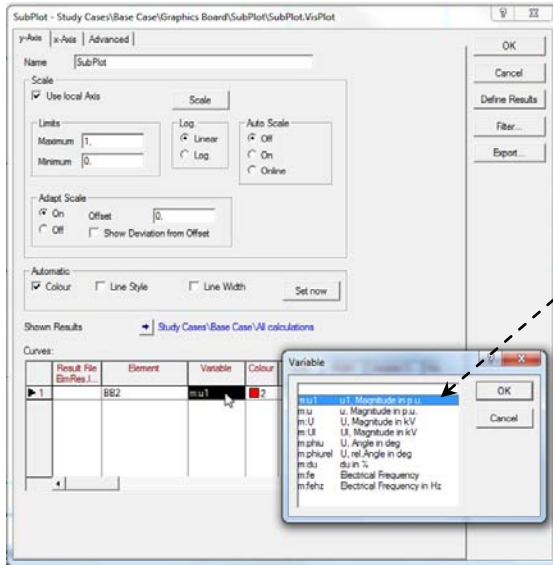 SubPlot - Study Cases\Base Case\Graphics Board\SubPlot\SubPlot.VisPlot
y-Axis x-Axis Advanced
OK
Cancel
Define Results
Filter...
Export...
Name SubPlot
Scale
Use local Axis Scale
Limits
Maximum 1.
Minimum 0.
Log.
Linear
Log.
Auto Scale
Off
On
Online
Adapt Scale
On Offset 0.
Off Show Deviation from Offset
Automatic
Colour Line Style Line Width Set now
Shown Results Study Cases\Base Case\All calculations
Curves:
Result File Element Variable Colour
ElmRes,I...
1 BB2 m:u1 2
Variable
m:u1 u1, Magnitude in p.u.
m:u u, Magnitude in p.u.
m:U U, Magnitude in kV
m:Ul Ul, Magnitude in kV
m:phiu U, Angle in deg
m:phiurel U, rel.Angle in deg
m:du du in %
m:fe Electrical Frequency
m:fehz Electrical Frequency in Hz
OK
Cancel